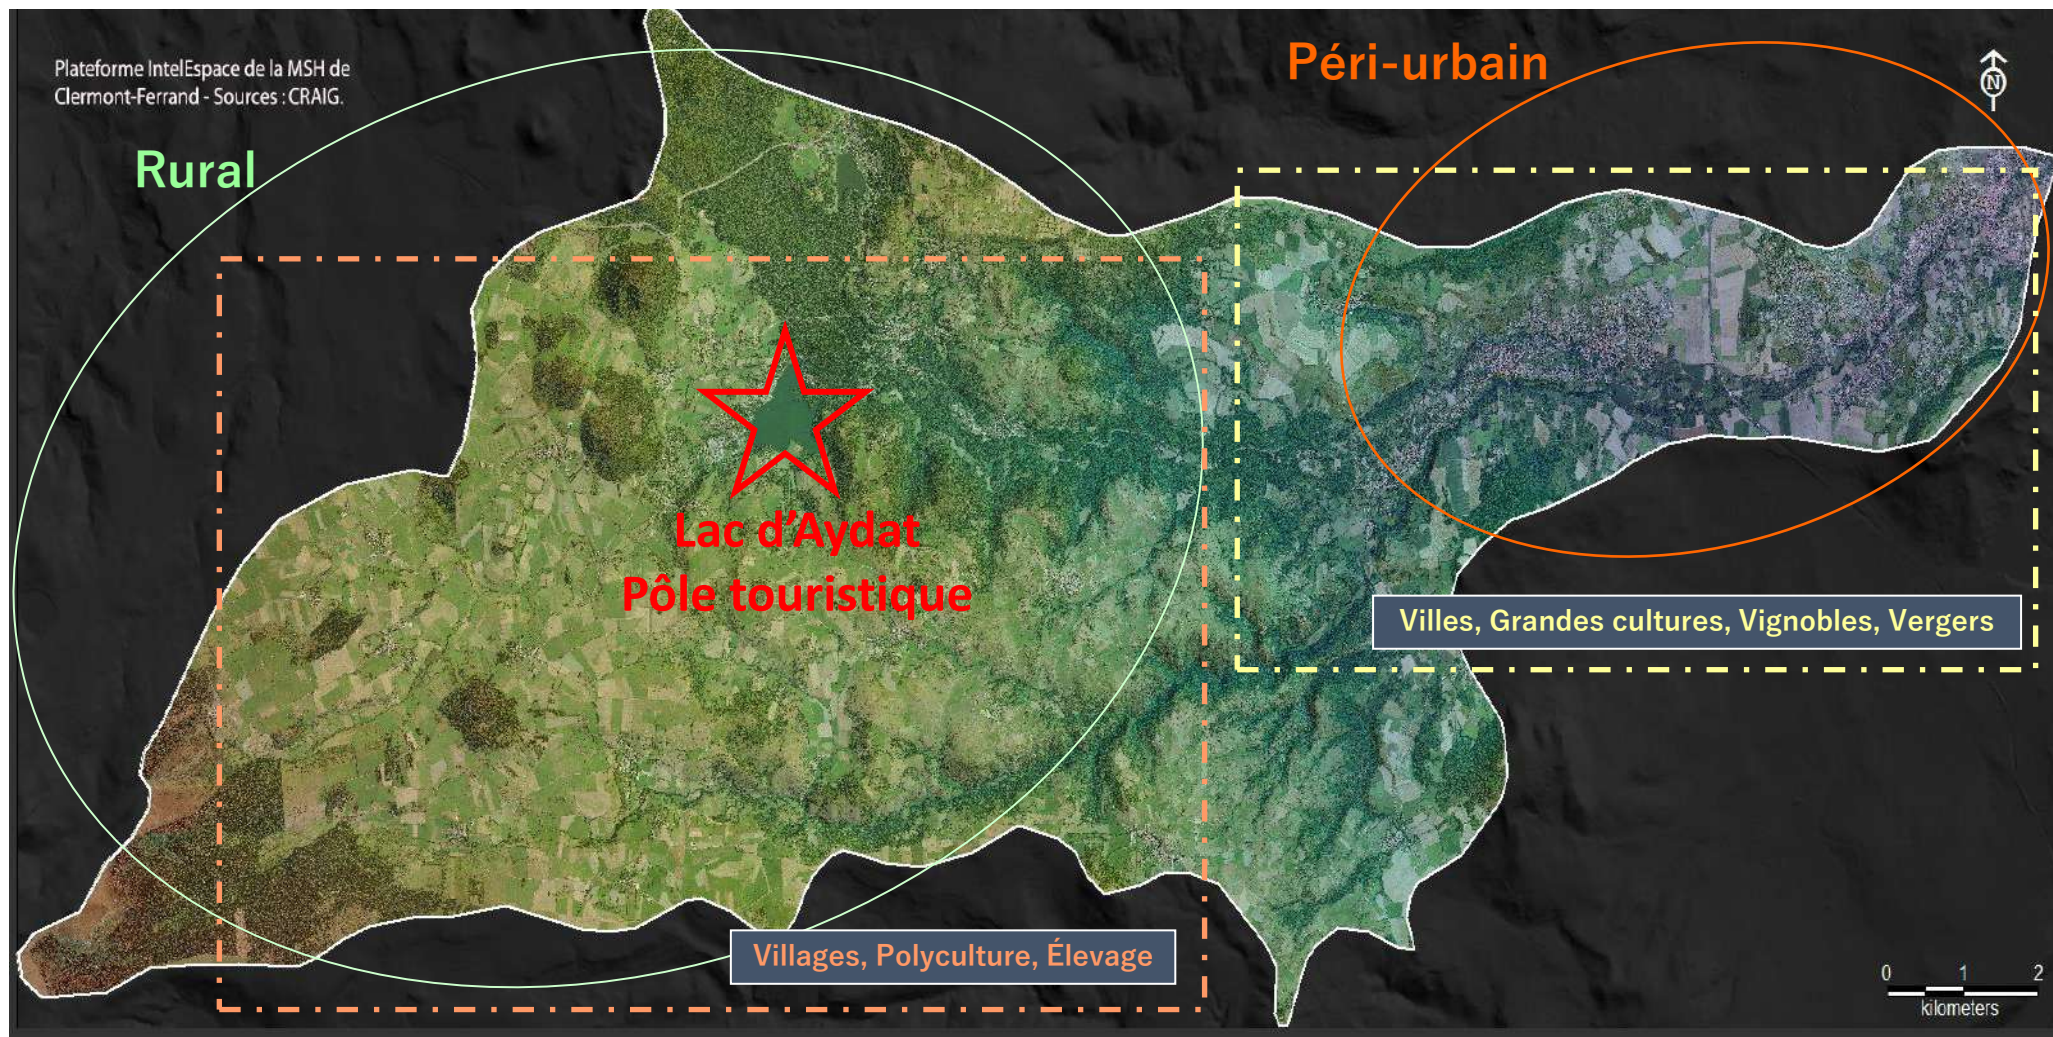 Plateforme IntelEspace de la MSH de
Clermont-Ferrand - Sources : CRAIG.
Péri-urbain
N
Rural
Lac d'Aydat
Pôle touristique
Villes, Grandes cultures, Vignobles, Vergers
Villages, Polyculture, Élevage
0 1 2
kilometers